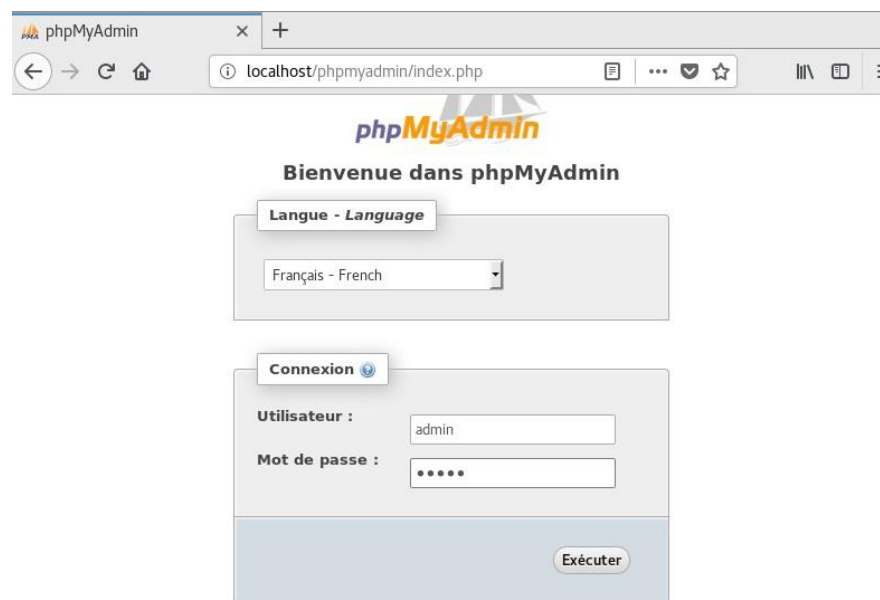 phpMyAdmin
localhost/phpmyadmin/index.php
phpMyAdmin
Bienvenue dans phpMyAdmin
Langue - Language
Français - French
Connexion
Utilisateur :
admin
Mot de passe :
•••••
Exécuter